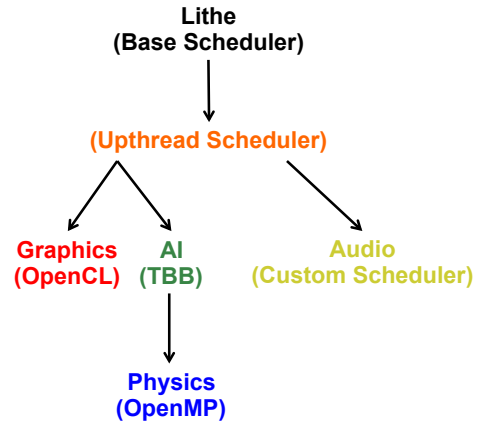 Lithe
(Base Scheduler)
(Upthread Scheduler)
Graphics
(OpenCL)
AI
(TBB)
Audio
(Custom Scheduler)
Physics
(OpenMP)